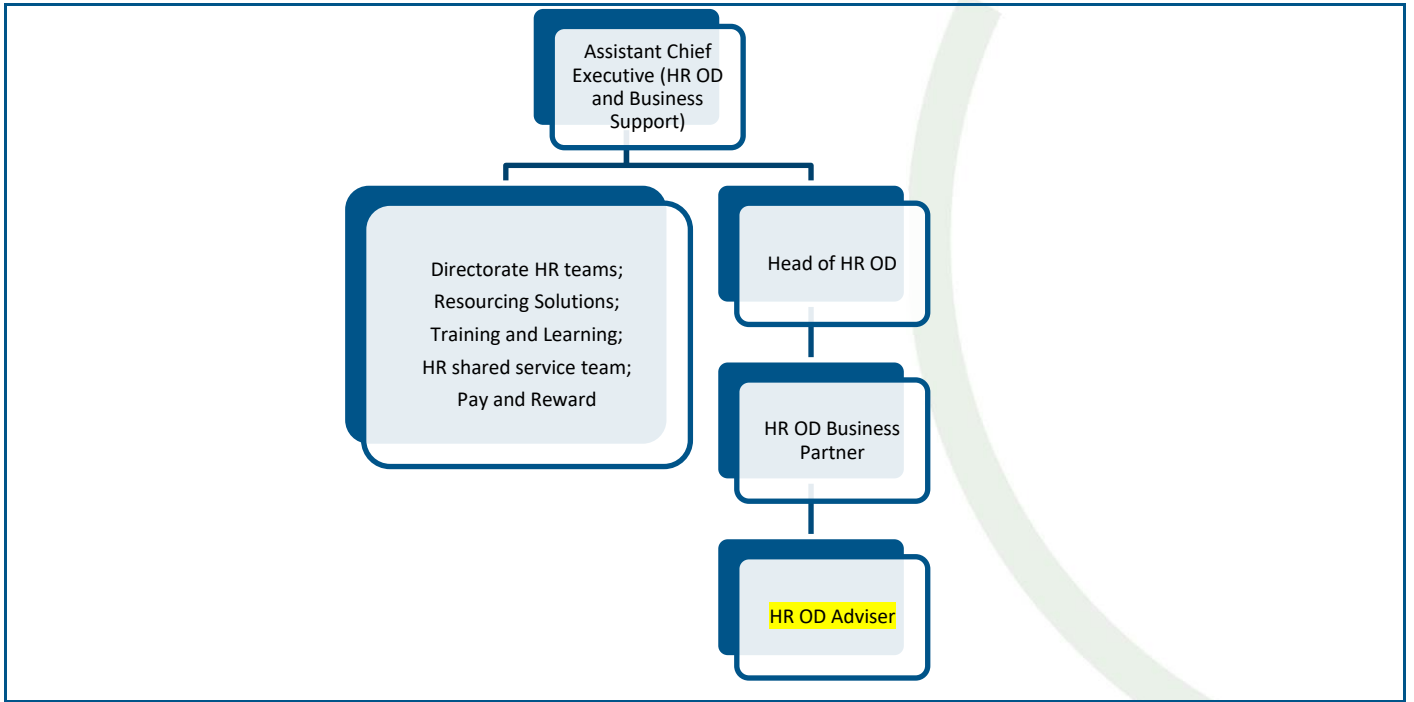 Assistant Chief
Executive (HR OD
and Business
Support)
Directorate HR teams;
Resourcing Solutions;
Training and Learning;
HR shared service team;
Pay and Reward
Head of HR OD
HR OD Business
Partner
HR OD Adviser